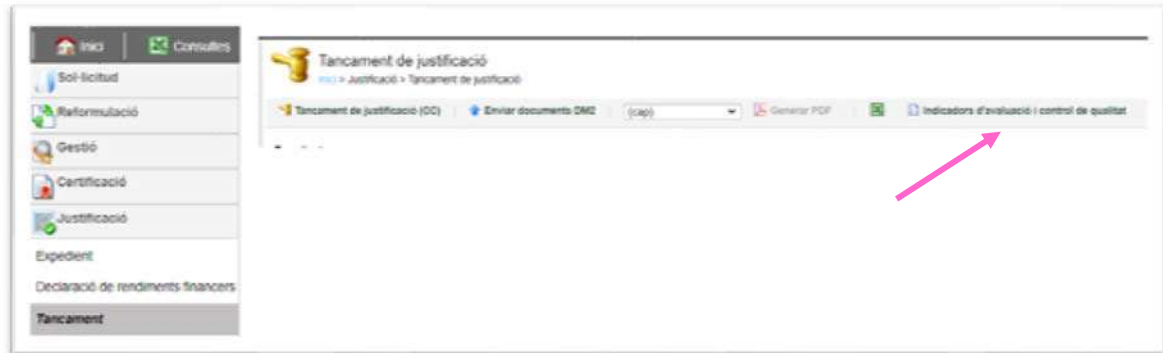 Inici Consultes
Sol·licitud
Reformulació
Gestió
Certificació
Justificació
Expedient
Declaració de rendiments financers
Tancament
Tancament de justificació
Inici > Justificació > Tancament de justificació
Tancament de justificació (CC) Enviar documents DM2 (cap) Generar PDF Indicadors d'avaluació i control de qualitat